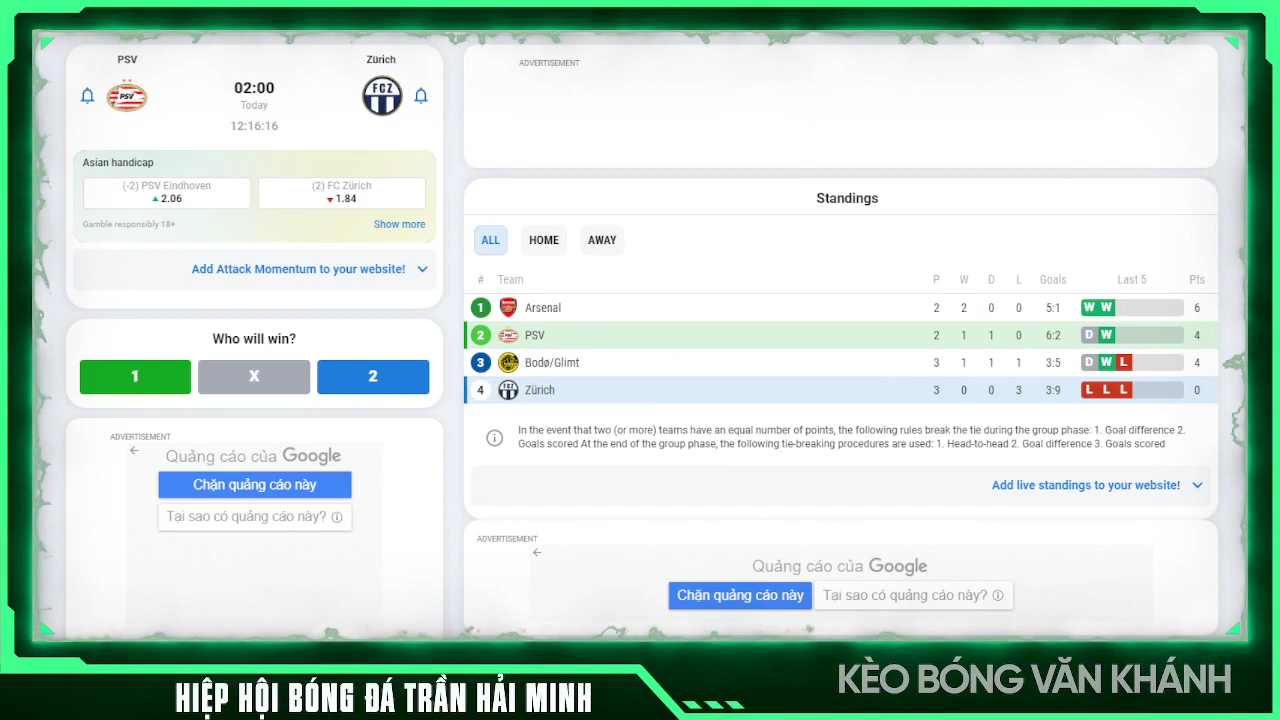 PSV
Zürich
PSV
02:00
FCZ
Today
12:16:16
Asian handicap
(-2) PSV Eindhoven
2.06
(2) FC Zürich
1.84
Gamble responsibly 18+
Show more
Add Attack Momentum to your website!
Who will win?
1
X
2
ADVERTISEMENT
Quảng cáo của Google
Chặn quảng cáo này
Tại sao có quảng cáo này?
ADVERTISEMENT
Standings
ALL
HOME
AWAY
# Team P W D L Goals Last 5 Pts
1 Arsenal 2 2 0 0 5:1 W W 6
2 PSV 2 1 1 0 6:2 D W 4
3 Bodø/Glimt 3 1 1 1 3:5 D W L 4
4 Zürich 3 0 0 3 3:9 L L L 0
In the event that two (or more) teams have an equal number of points, the following rules break the tie during the group phase: 1. Goal difference 2.
Goals scored At the end of the group phase, the following tie-breaking procedures are used: 1. Head-to-head 2. Goal difference 3. Goals scored
Add live standings to your website!
ADVERTISEMENT
Quảng cáo của Google
Chặn quảng cáo này
Tại sao có quảng cáo này?
HIỆP HỘI BÓNG ĐÁ TRẦN HẢI MINH
KÈO BÓNG VĂN KHÁNH